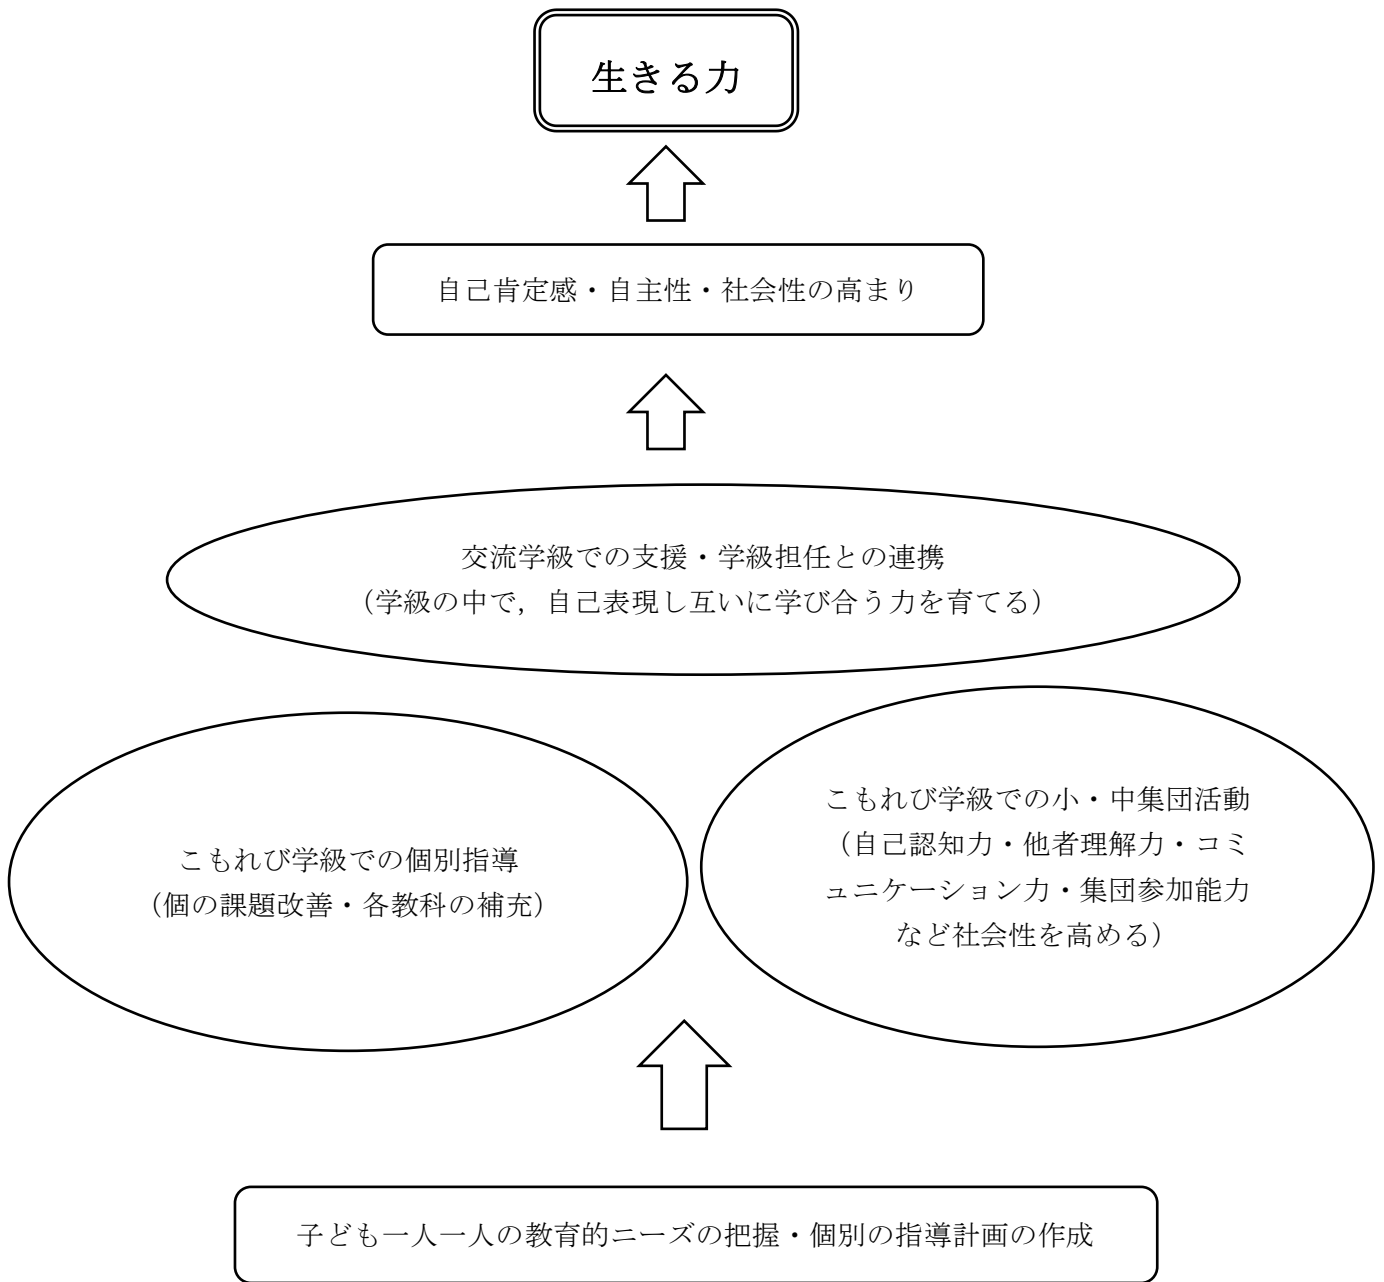 生きる力
自己肯定感・自主性・社会性の高まり
交流学級での支援・学級担任との連携
（学級の中で，自己表現し互いに学び合う力を育てる）
こもれび学級での個別指導
（個の課題改善・各教科の補充）
こもれび学級での小・中集団活動
（自己認知力・他者理解力・コミ
ュニケーション力・集団参加能力
など社会性を高める）
子ども一人一人の教育的ニーズの把握・個別の指導計画の作成